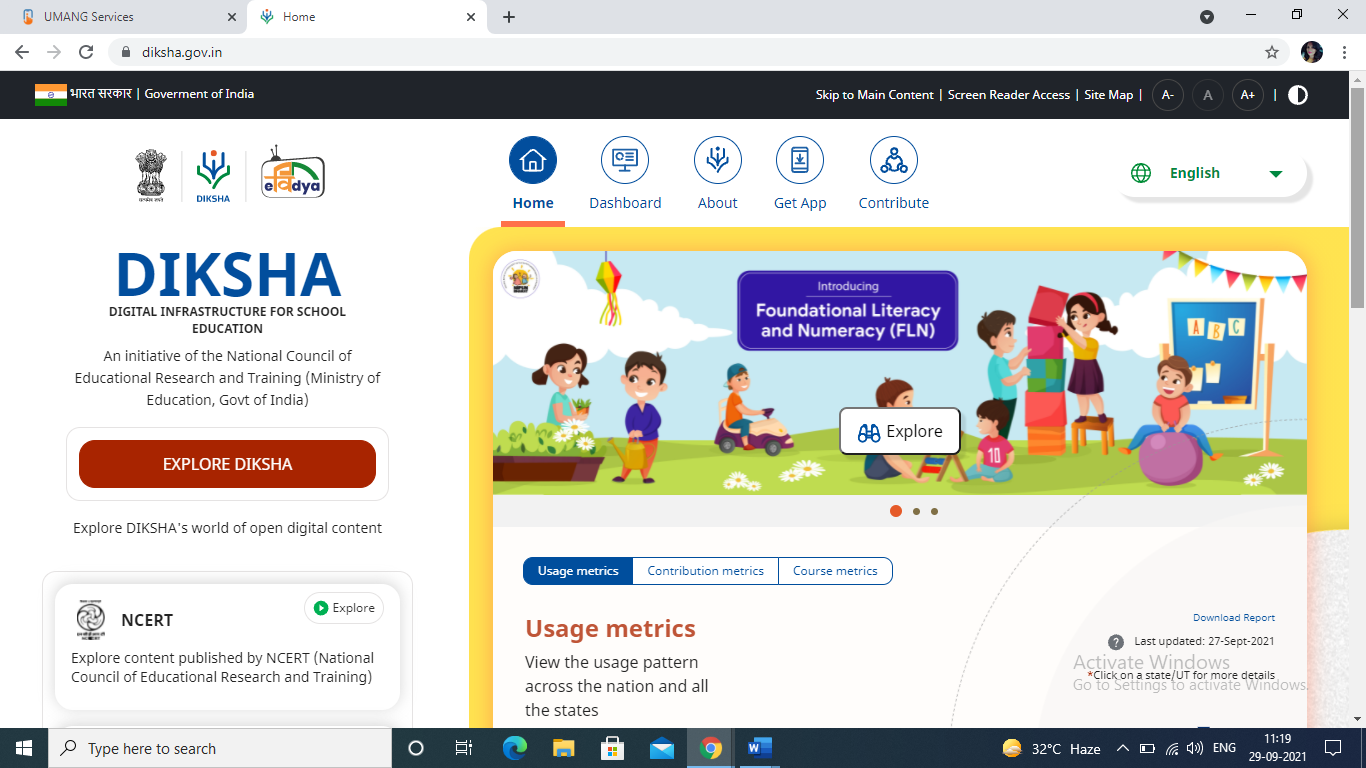 UMANG Services
Home
diksha.gov.in
भारत सरकार | Goverment of India
Skip to Main Content | Screen Reader Access | Site Map | A- A A+ |
DIKSHA
eविद्या
Home Dashboard About Get App Contribute
English
DIKSHA
DIGITAL INFRASTRUCTURE FOR SCHOOL
EDUCATION
An initiative of the National Council of
Educational Research and Training (Ministry of
Education, Govt of India)
EXPLORE DIKSHA
Explore DIKSHA's world of open digital content
NCERT
Explore
Explore content published by NCERT (National
Council of Educational Research and Training)
Introducing
Foundational Literacy
and Numeracy (FLN)
A B C
10
Explore
Usage metrics Contribution metrics Course metrics
Usage metrics
View the usage pattern
across the nation and all
the states
Download Report
? Last updated: 27-Sept-2021
*Click on a state/UT for more details
Activate Windows
Go to Settings to activate Windows.
Type here to search
32°C Haze
ENG
11:19
29-09-2021